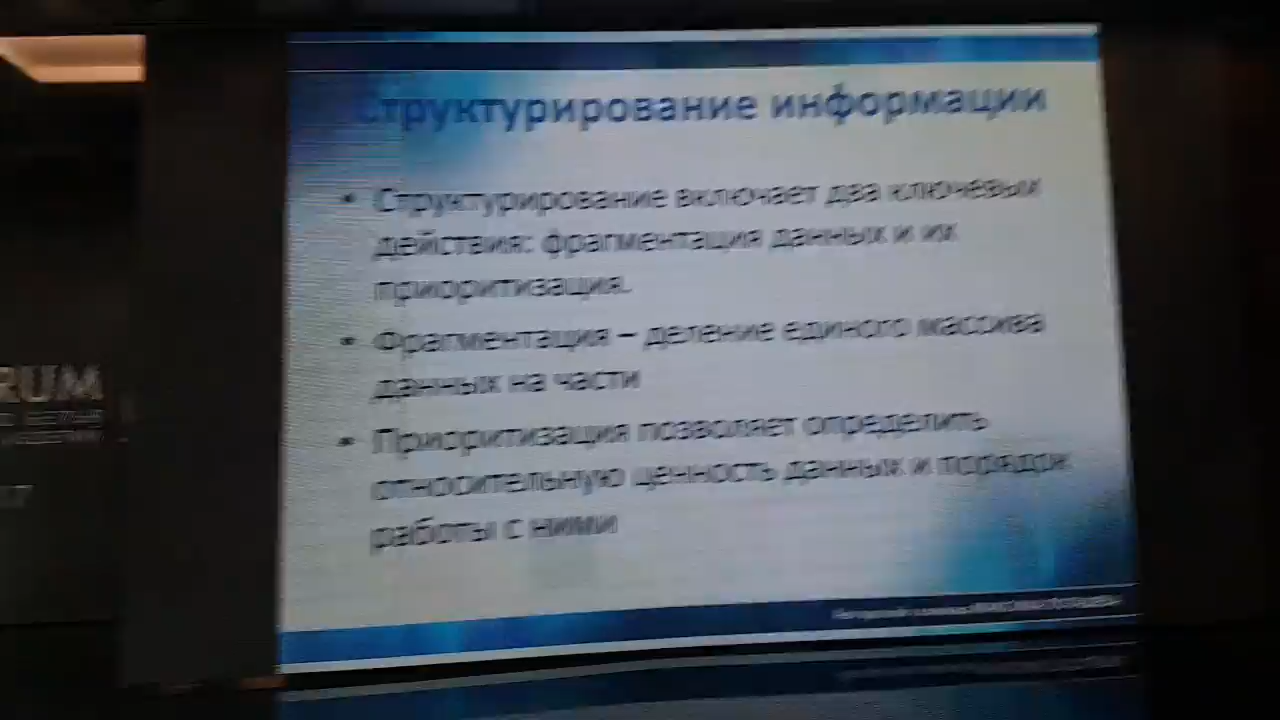 Структурирование информации
• Структурирование включает два ключевых
действия: фрагментация данных и их
приоритизация.
• Фрагментация – деление единого массива
данных на части
• Приоритизация позволяет определить
относительную ценность данных и порядок
работы с ними
RUM